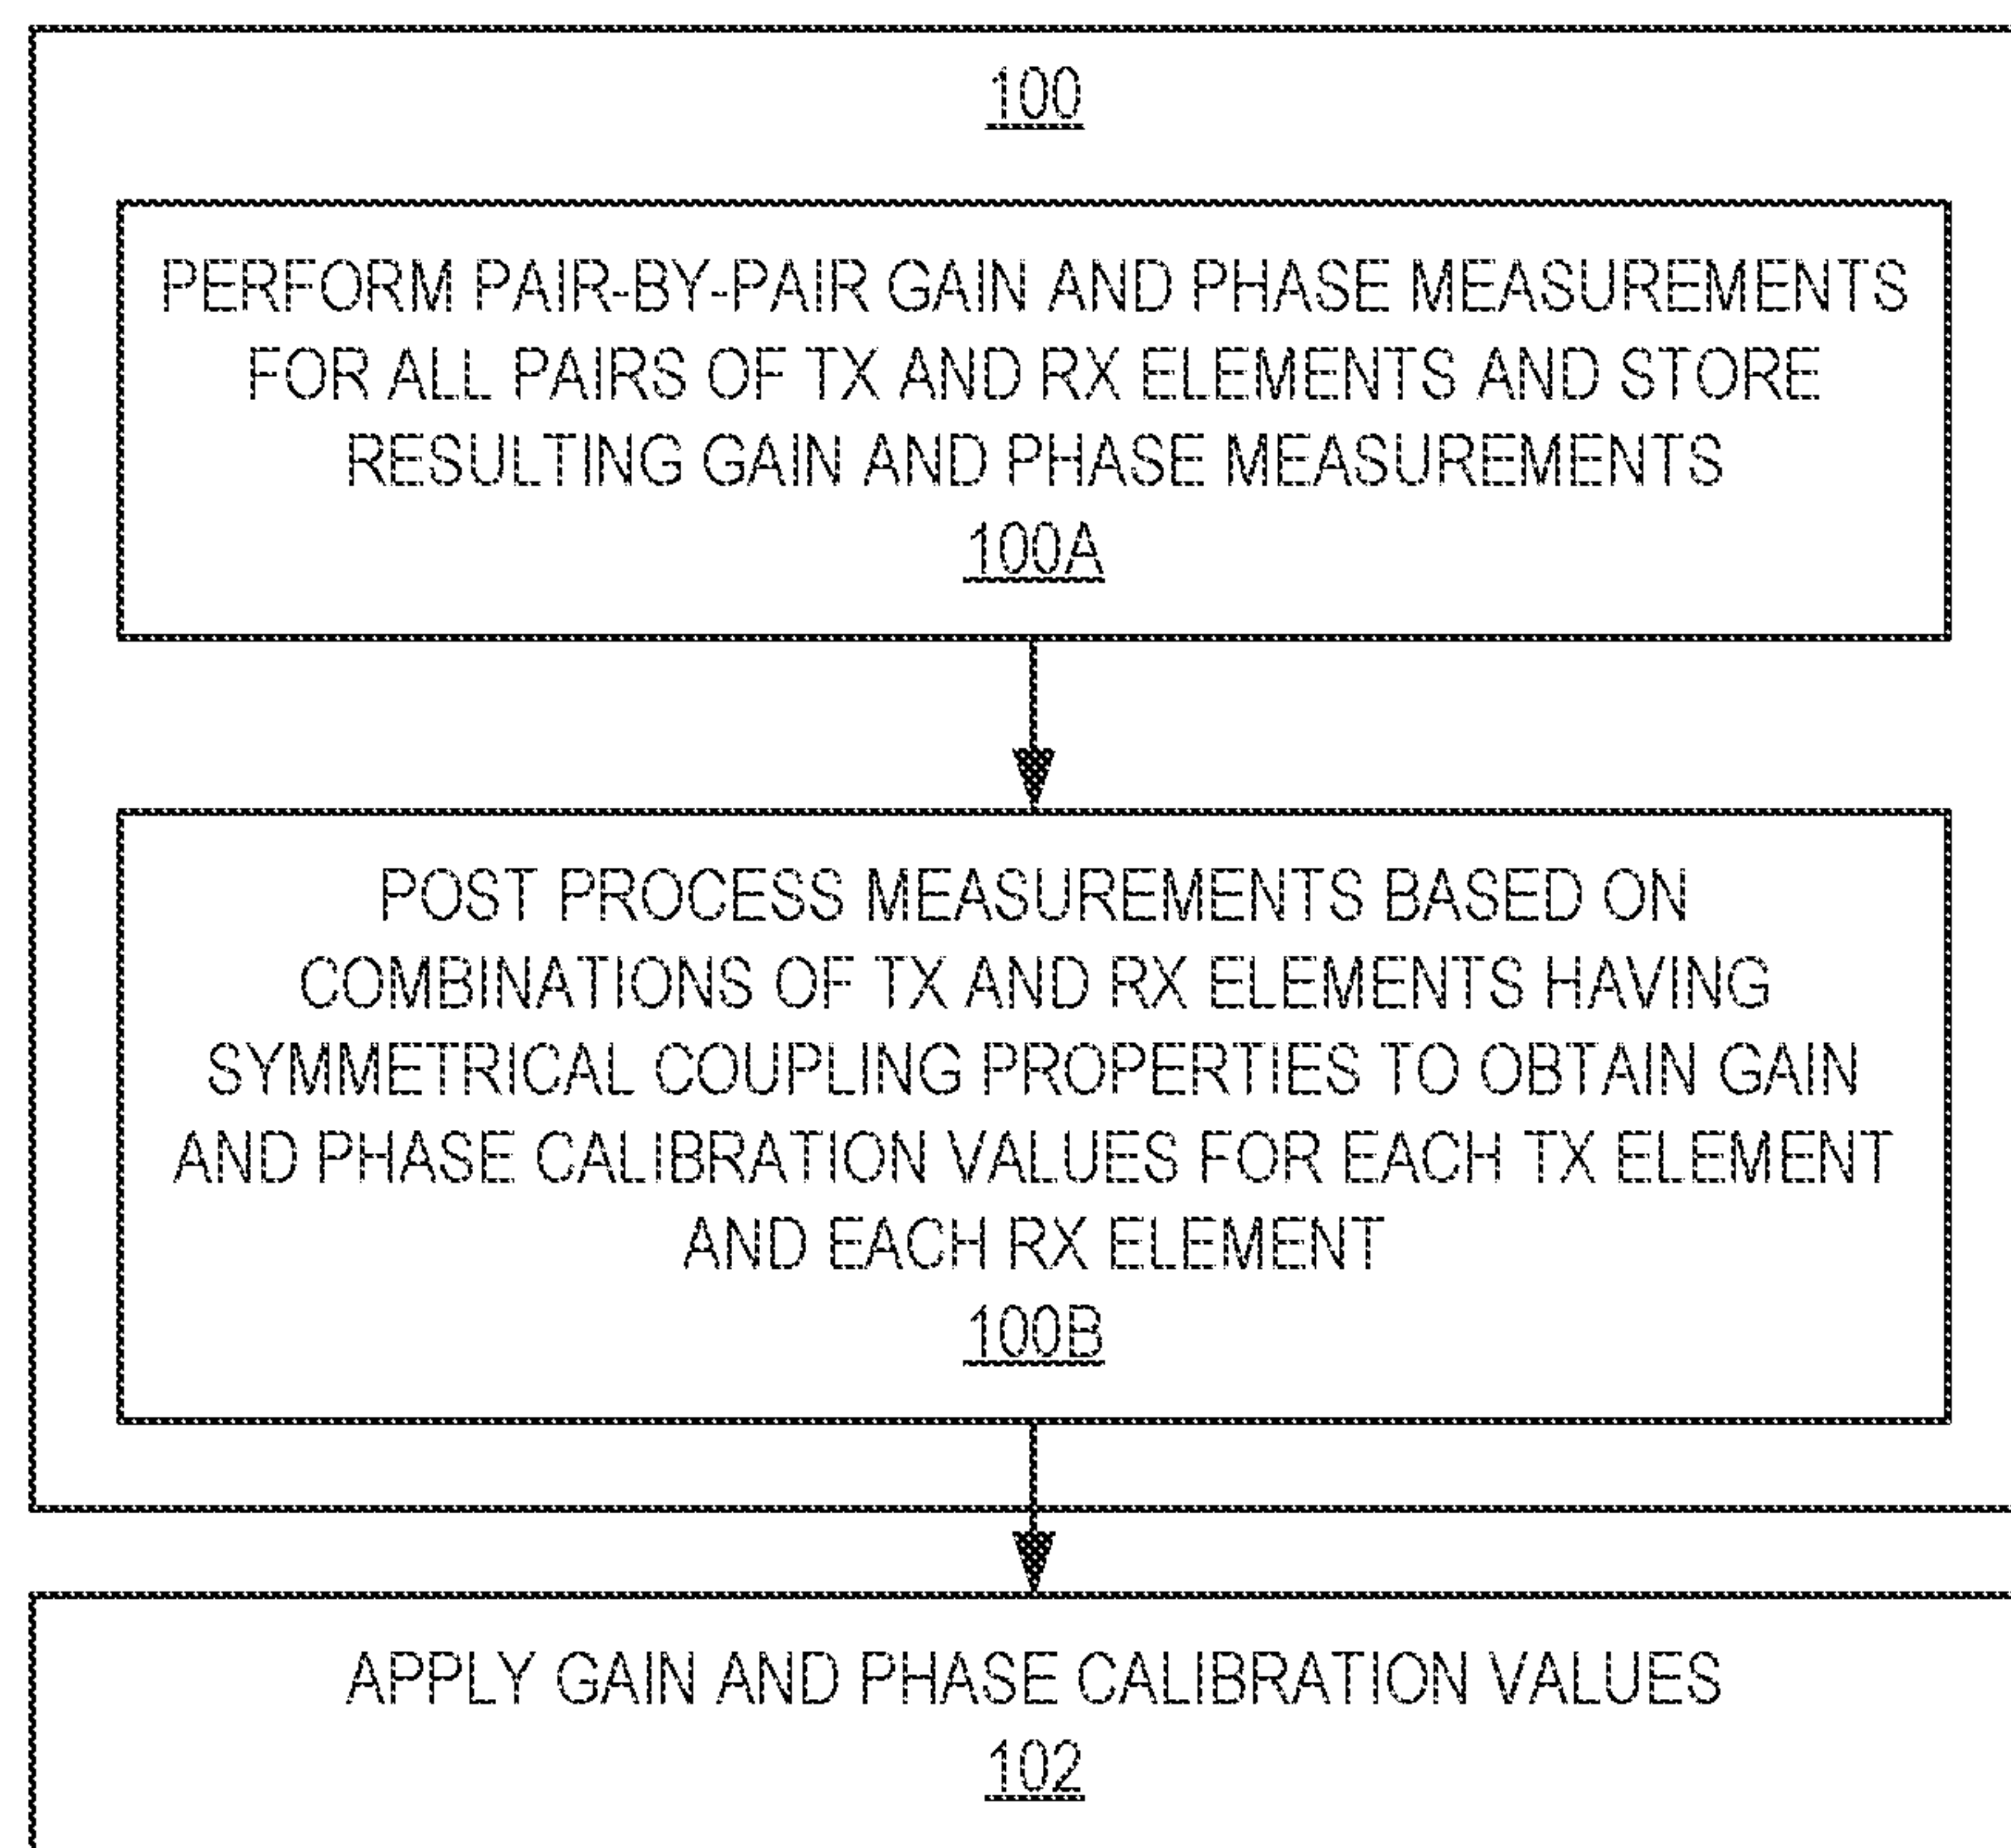 100
PERFORM PAIR-BY-PAIR GAIN AND PHASE MEASUREMENTS
FOR ALL PAIRS OF TX AND RX ELEMENTS AND STORE
RESULTING GAIN AND PHASE MEASUREMENTS
100A
POST PROCESS MEASUREMENTS BASED ON
COMBINATIONS OF TX AND RX ELEMENTS HAVING
SYMMETRICAL COUPLING PROPERTIES TO OBTAIN GAIN
AND PHASE CALIBRATION VALUES FOR EACH TX ELEMENT
AND EACH RX ELEMENT
100B
APPLY GAIN AND PHASE CALIBRATION VALUES
102